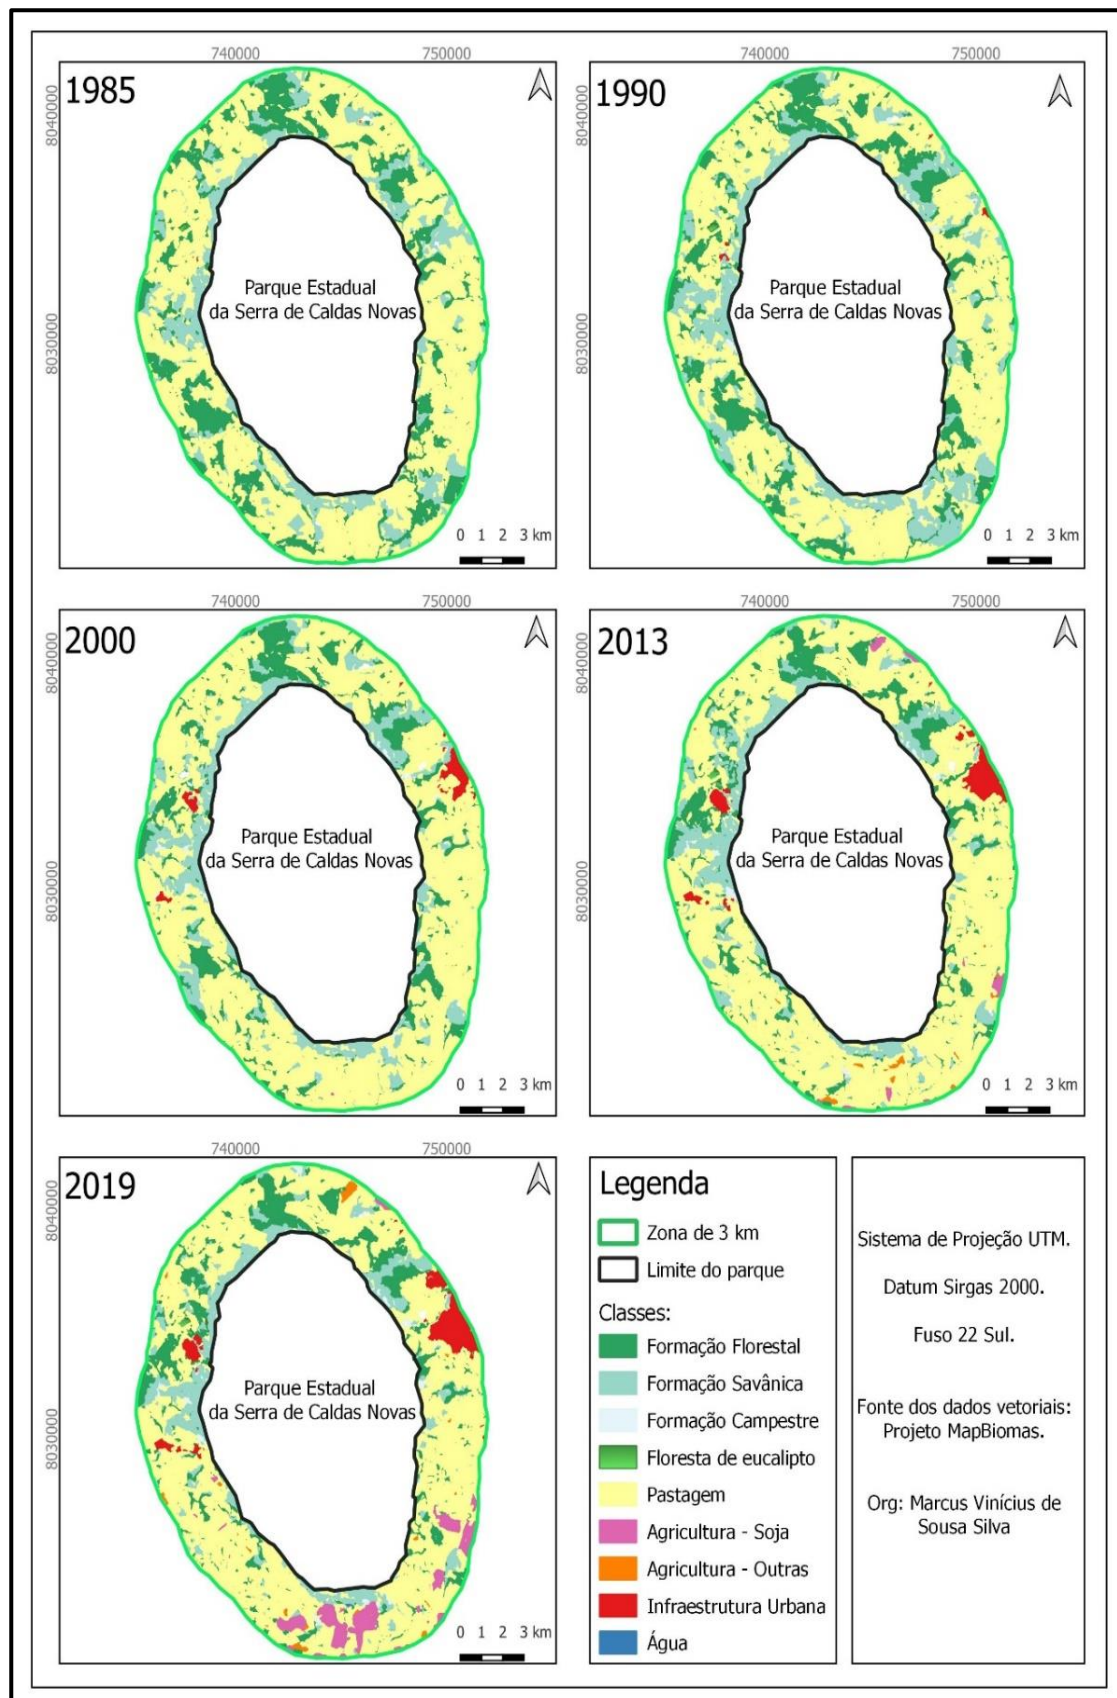 740000 750000
1985
8040000
8030000
Parque Estadual
da Serra de Caldas Novas
0 1 2 3 km
740000 750000
1990
8040000
8030000
Parque Estadual
da Serra de Caldas Novas
0 1 2 3 km
740000 750000
2000
8040000
8030000
Parque Estadual
da Serra de Caldas Novas
0 1 2 3 km
740000 750000
2013
8040000
8030000
Parque Estadual
da Serra de Caldas Novas
0 1 2 3 km
740000 750000
2019
8040000
8030000
Parque Estadual
da Serra de Caldas Novas
0 1 2 3 km
Legenda
Zona de 3 km
Limite do parque
Classes:
Formação Florestal
Formação Savânica
Formação Campestre
Floresta de eucalipto
Pastagem
Agricultura - Soja
Agricultura - Outras
Infraestrutura Urbana
Água
Sistema de Projeção UTM.
Datum Sirgas 2000.
Fuso 22 Sul.
Fonte dos dados vetoriais:
Projeto MapBiomas.
Org: Marcus Vinícius de
Sousa Silva